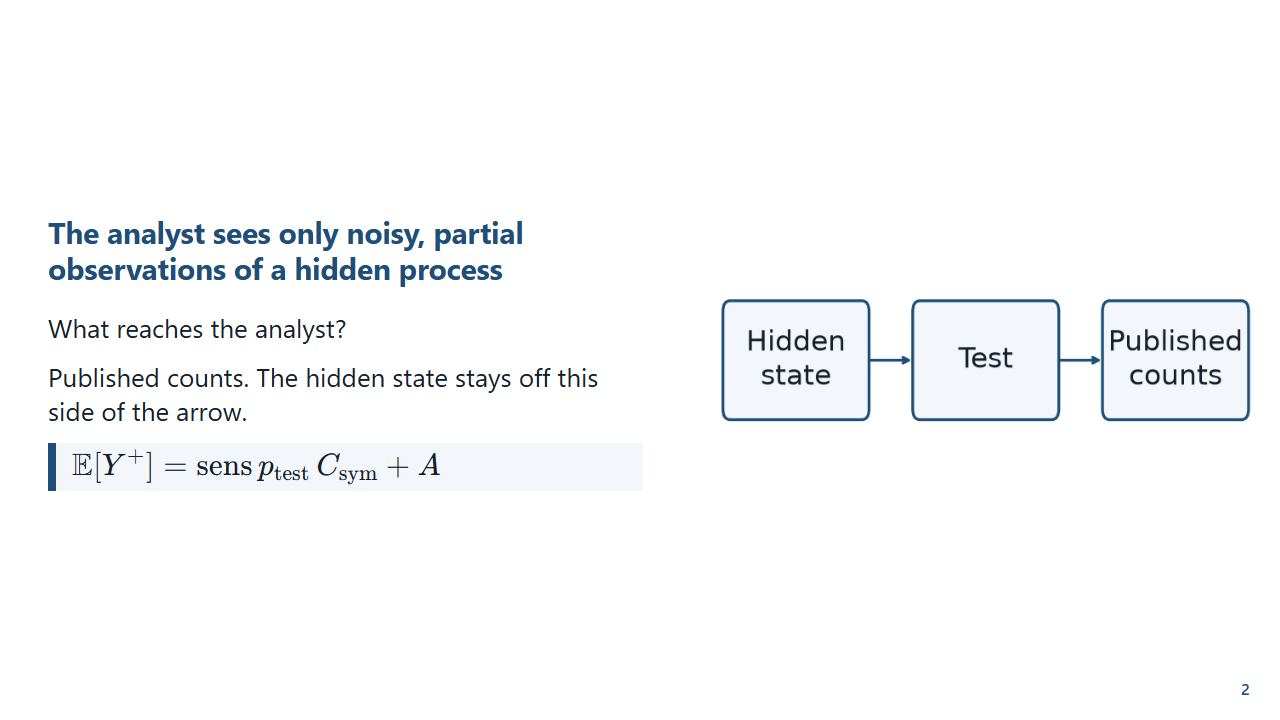 The analyst sees only noisy, partial
observations of a hidden process
What reaches the analyst?
Published counts. The hidden state stays off this
side of the arrow.
𝔼[Y⁺] = sens p_test C_sym + A
Hidden
state
Test
Published
counts
2